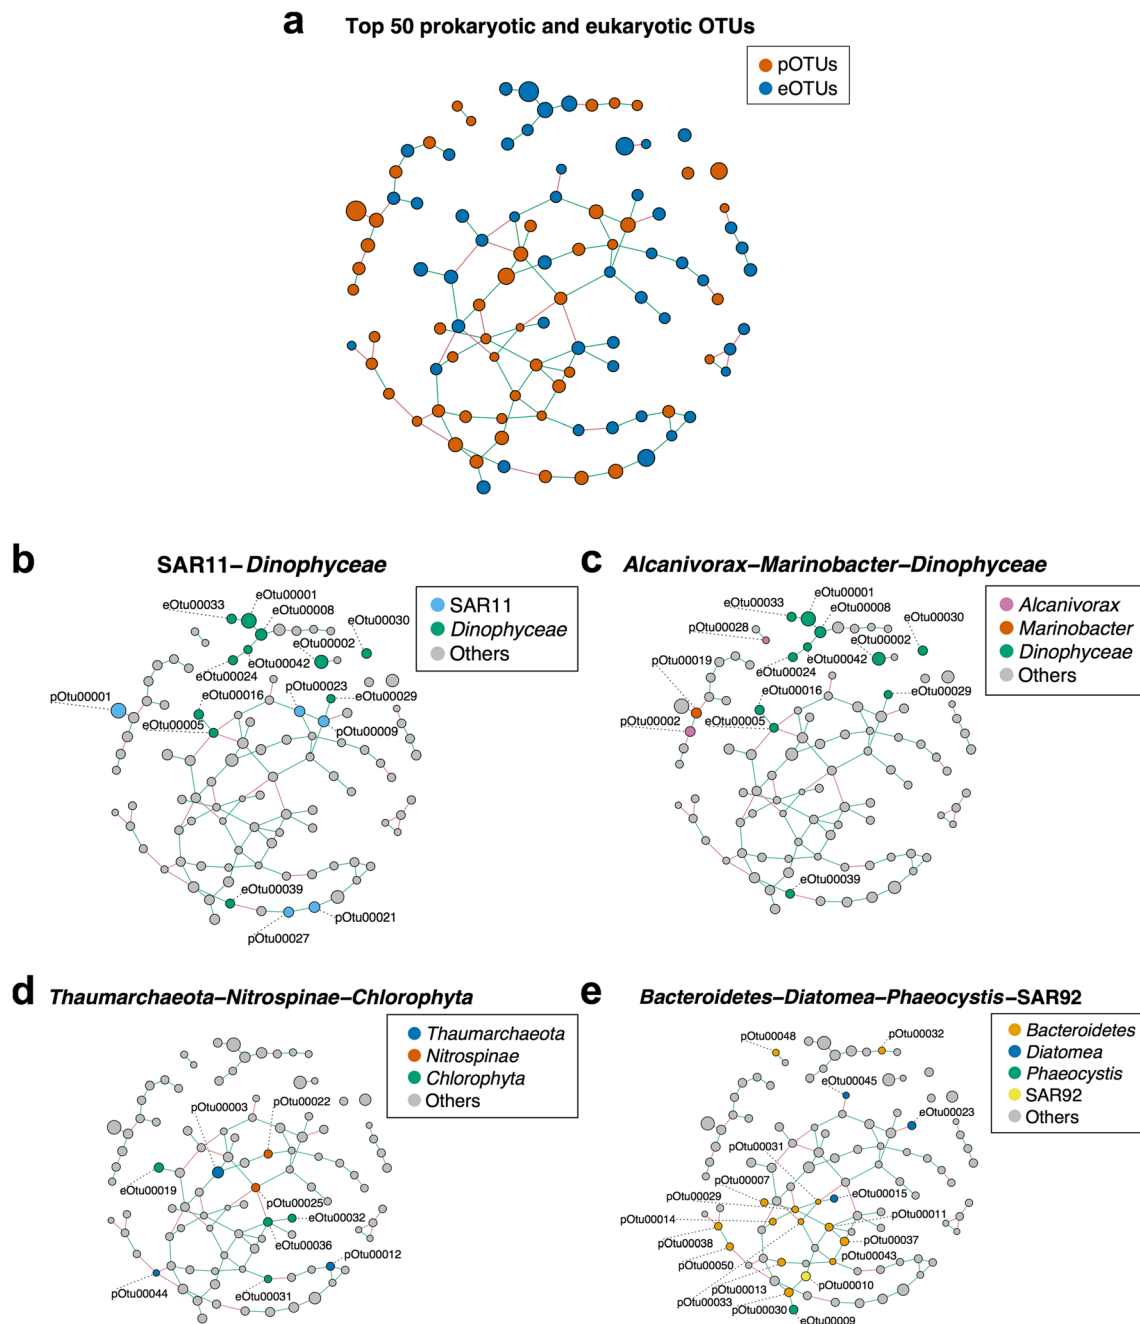 a Top 50 prokaryotic and eukaryotic OTUs
pOTUs
eOTUs
b SAR11–Dinophyceae
SAR11
Dinophyceae
Others
eOtu00001
eOtu00033
eOtu00008
eOtu00030
eOtu00002
eOtu00042
eOtu00024
pOtu00023
eOtu00016
eOtu00029
pOtu00001
eOtu00005
pOtu00009
eOtu00039
pOtu00021
pOtu00027
c Alcanivorax–Marinobacter–Dinophyceae
Alcanivorax
Marinobacter
Dinophyceae
Others
eOtu00001
eOtu00033
eOtu00008
eOtu00030
pOtu00028
eOtu00002
pOtu00019
eOtu00042
eOtu00024
eOtu00016
eOtu00029
pOtu00002
eOtu00005
eOtu00039
d Thaumarchaeota–Nitrospinae–Chlorophyta
Thaumarchaeota
Nitrospinae
Chlorophyta
Others
pOtu00022
pOtu00003
eOtu00019
pOtu00025
eOtu00032
eOtu00036
pOtu00012
pOtu00044
eOtu00031
e Bacteroidetes–Diatomea–Phaeocystis–SAR92
Bacteroidetes
Diatomea
Phaeocystis
SAR92
Others
pOtu00048
pOtu00032
eOtu00045
eOtu00023
pOtu00031
pOtu00007
pOtu00029
eOtu00015
pOtu00014
pOtu00011
pOtu00038
pOtu00037
pOtu00050
pOtu00043
pOtu00013
pOtu00010
pOtu00033
pOtu00030
eOtu00009